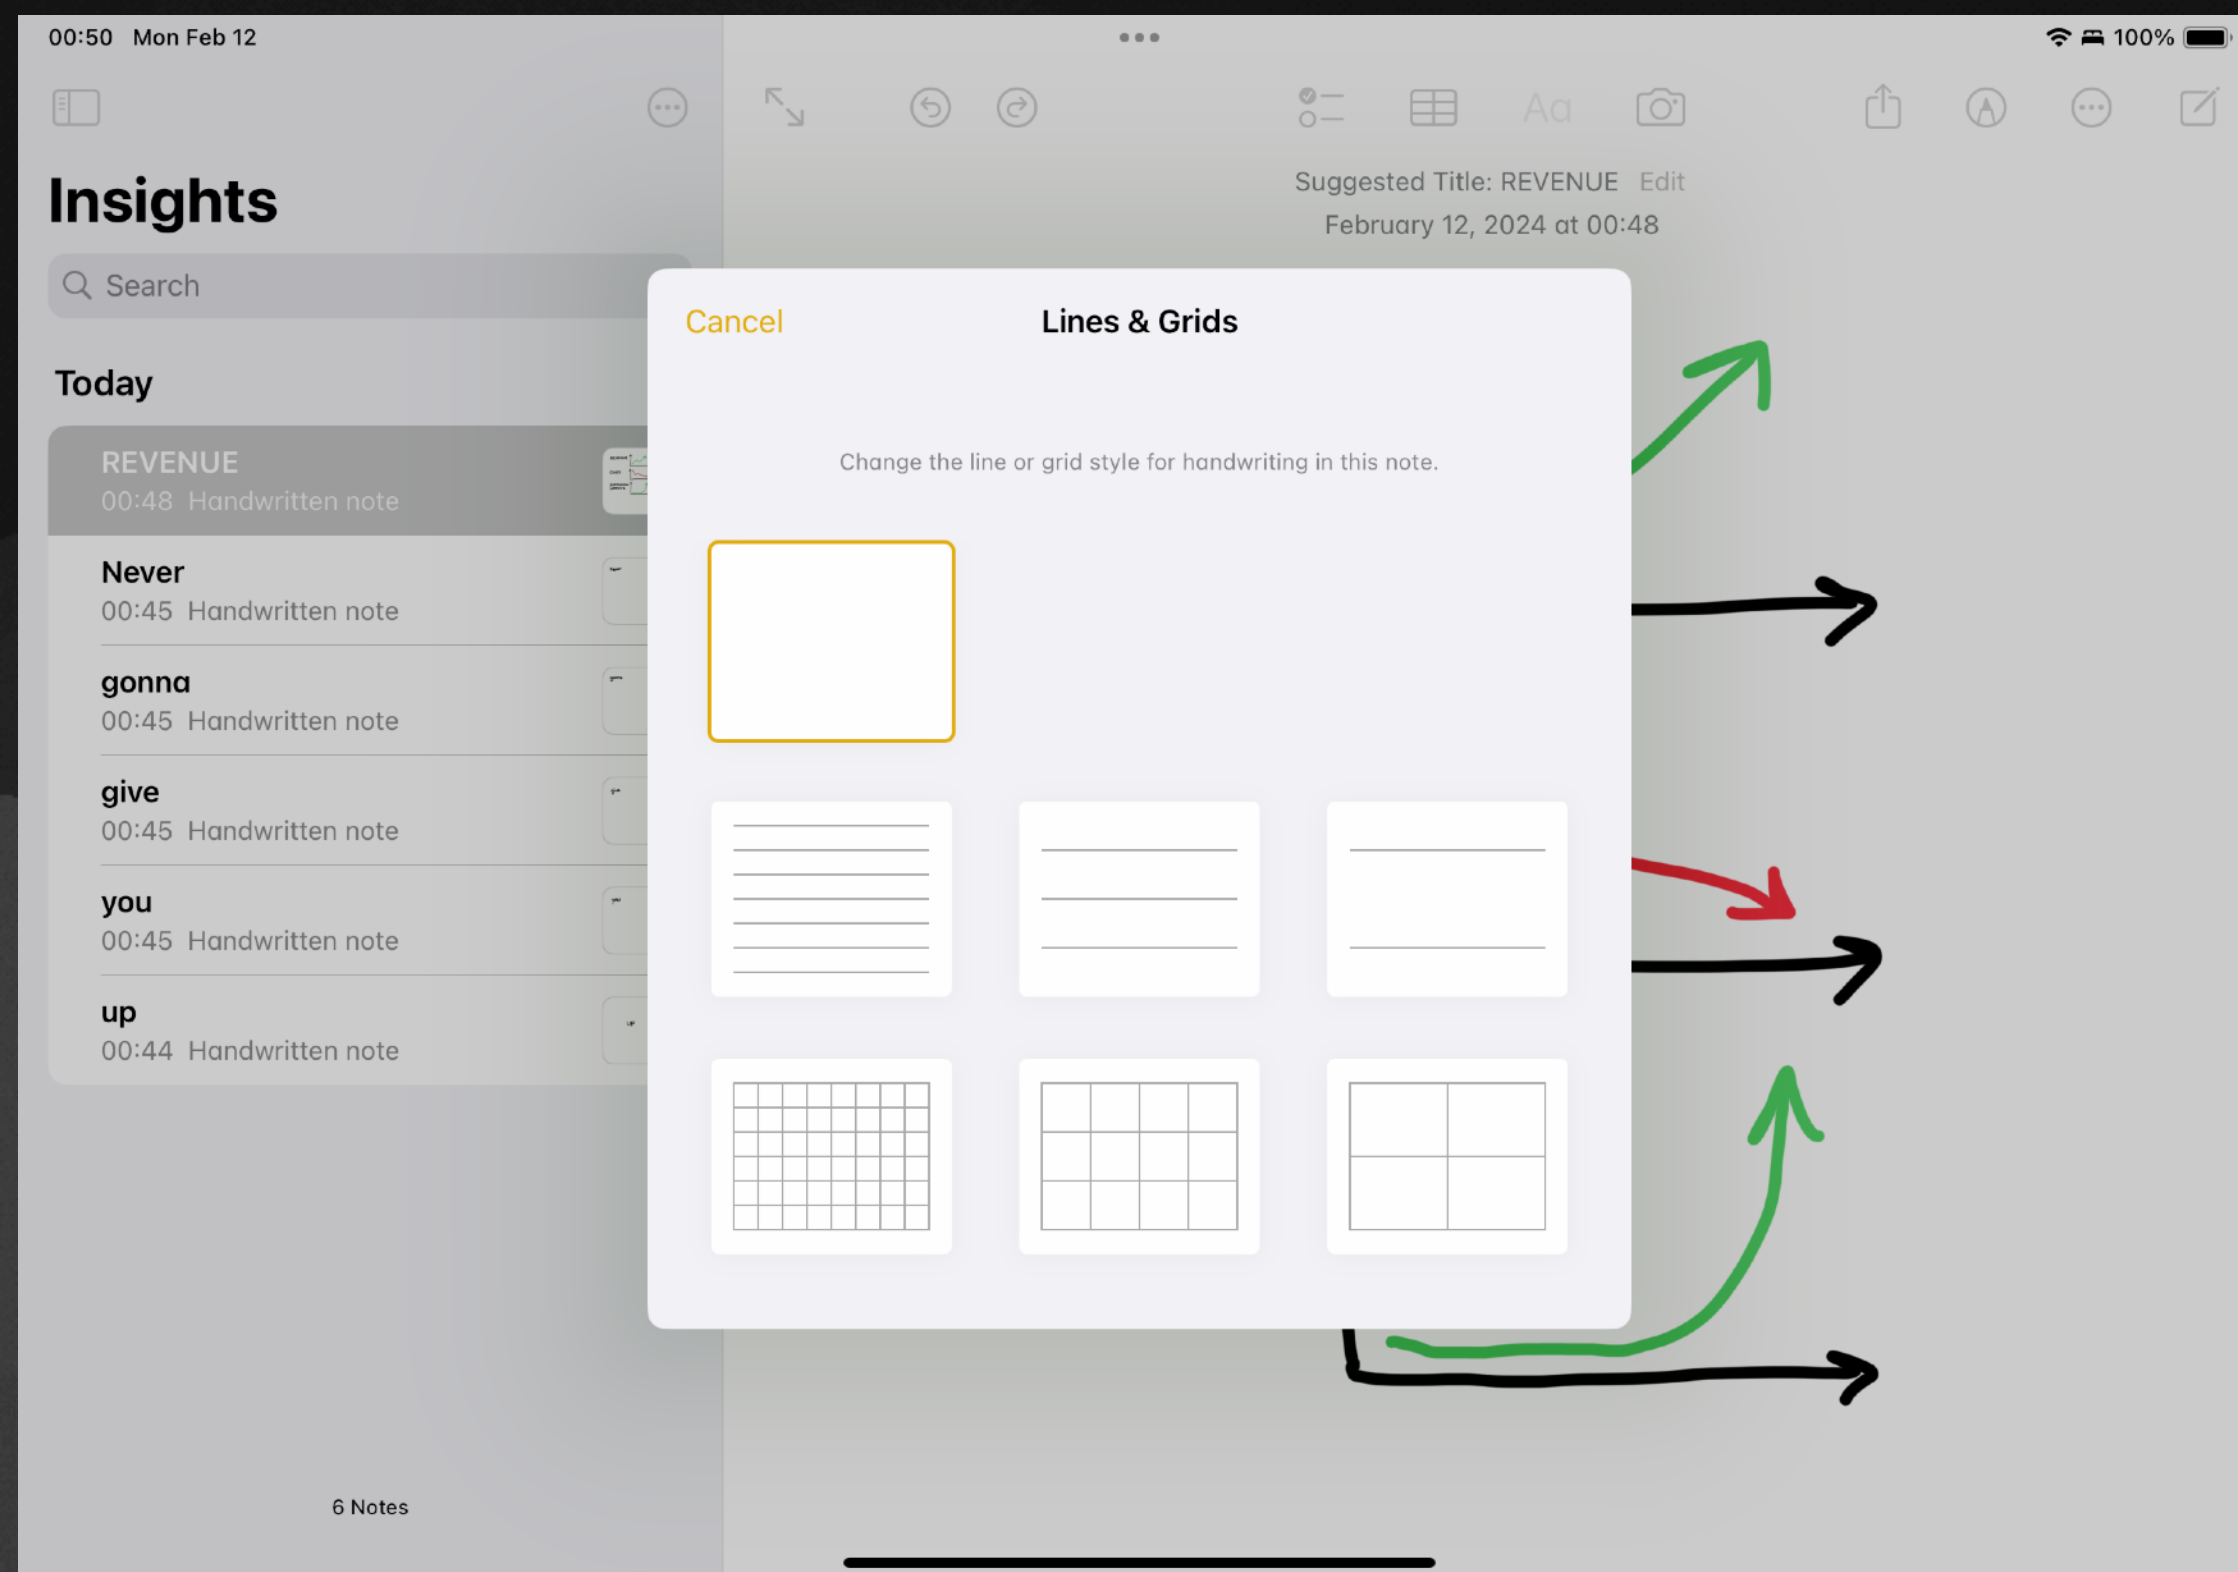 00:50 Mon Feb 12
100%
Insights
Search
Today
REVENUE
00:48 Handwritten note
Never
00:45 Handwritten note
gonna
00:45 Handwritten note
give
00:45 Handwritten note
you
00:45 Handwritten note
up
00:44 Handwritten note
6 Notes
Aa
Suggested Title: REVENUE Edit
February 12, 2024 at 00:48
Cancel
Lines & Grids
Change the line or grid style for handwriting in this note.